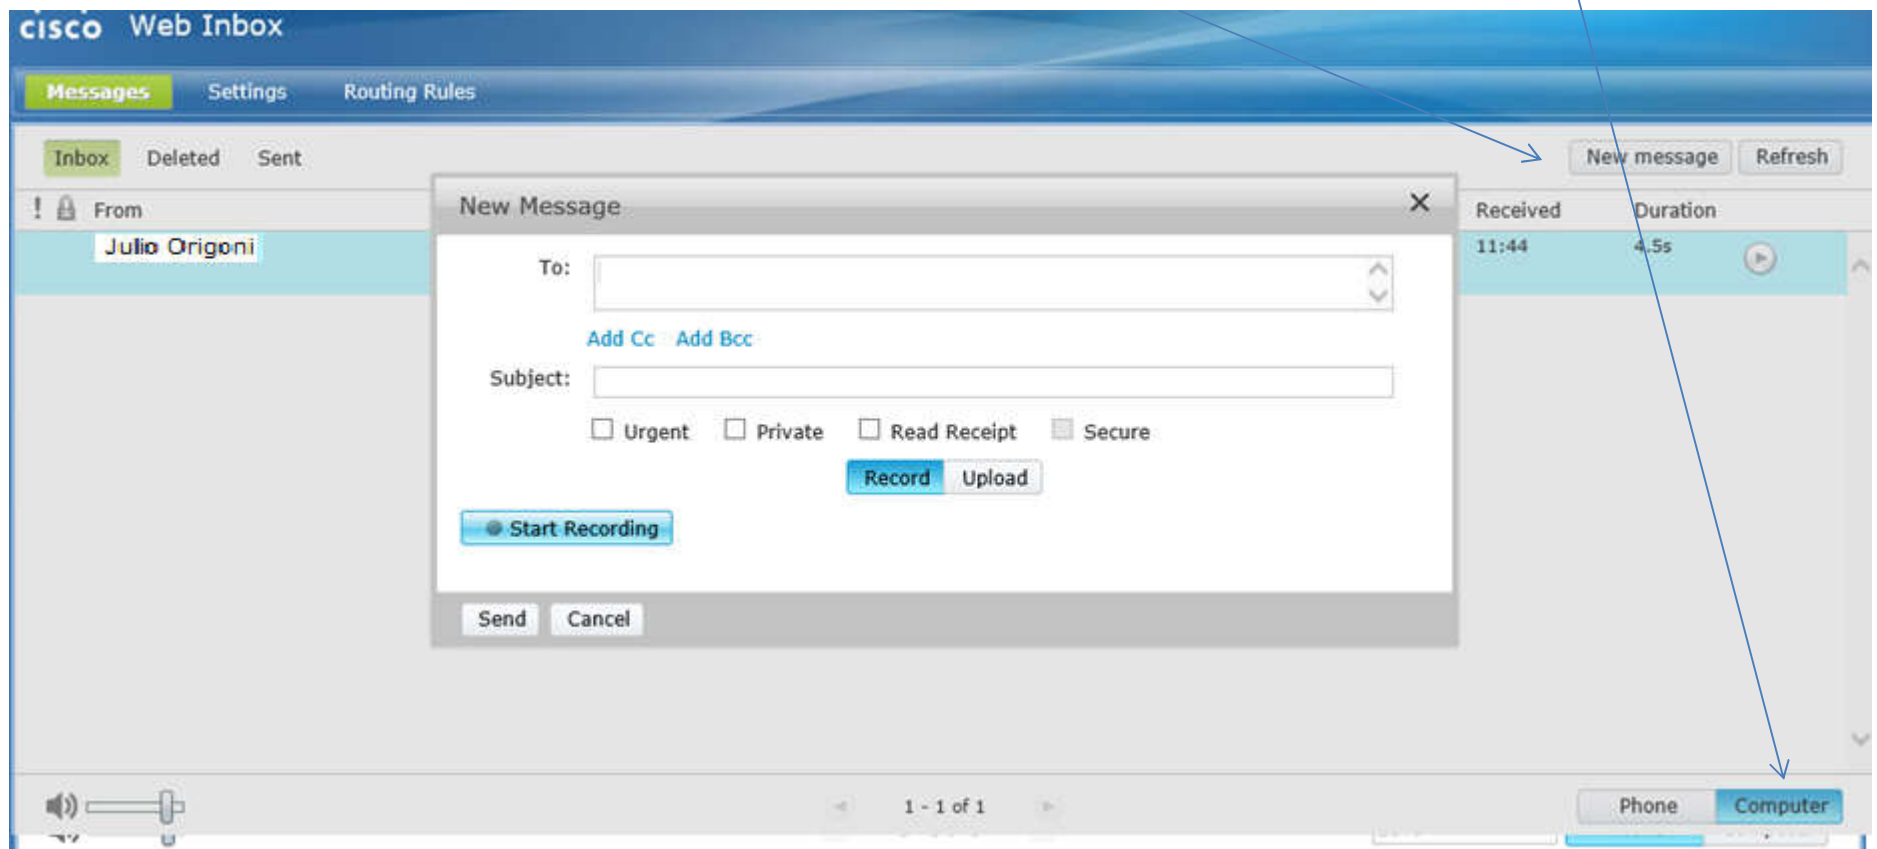 cisco Web Inbox
Messages Settings Routing Rules
Inbox Deleted Sent New message Refresh
! From Received Duration
Julio Origoni 11:44 4.5s
New Message
To:
Add Cc Add Bcc
Subject:
Urgent Private Read Receipt Secure
Record Upload
Start Recording
Send Cancel
1 - 1 of 1 Phone Computer